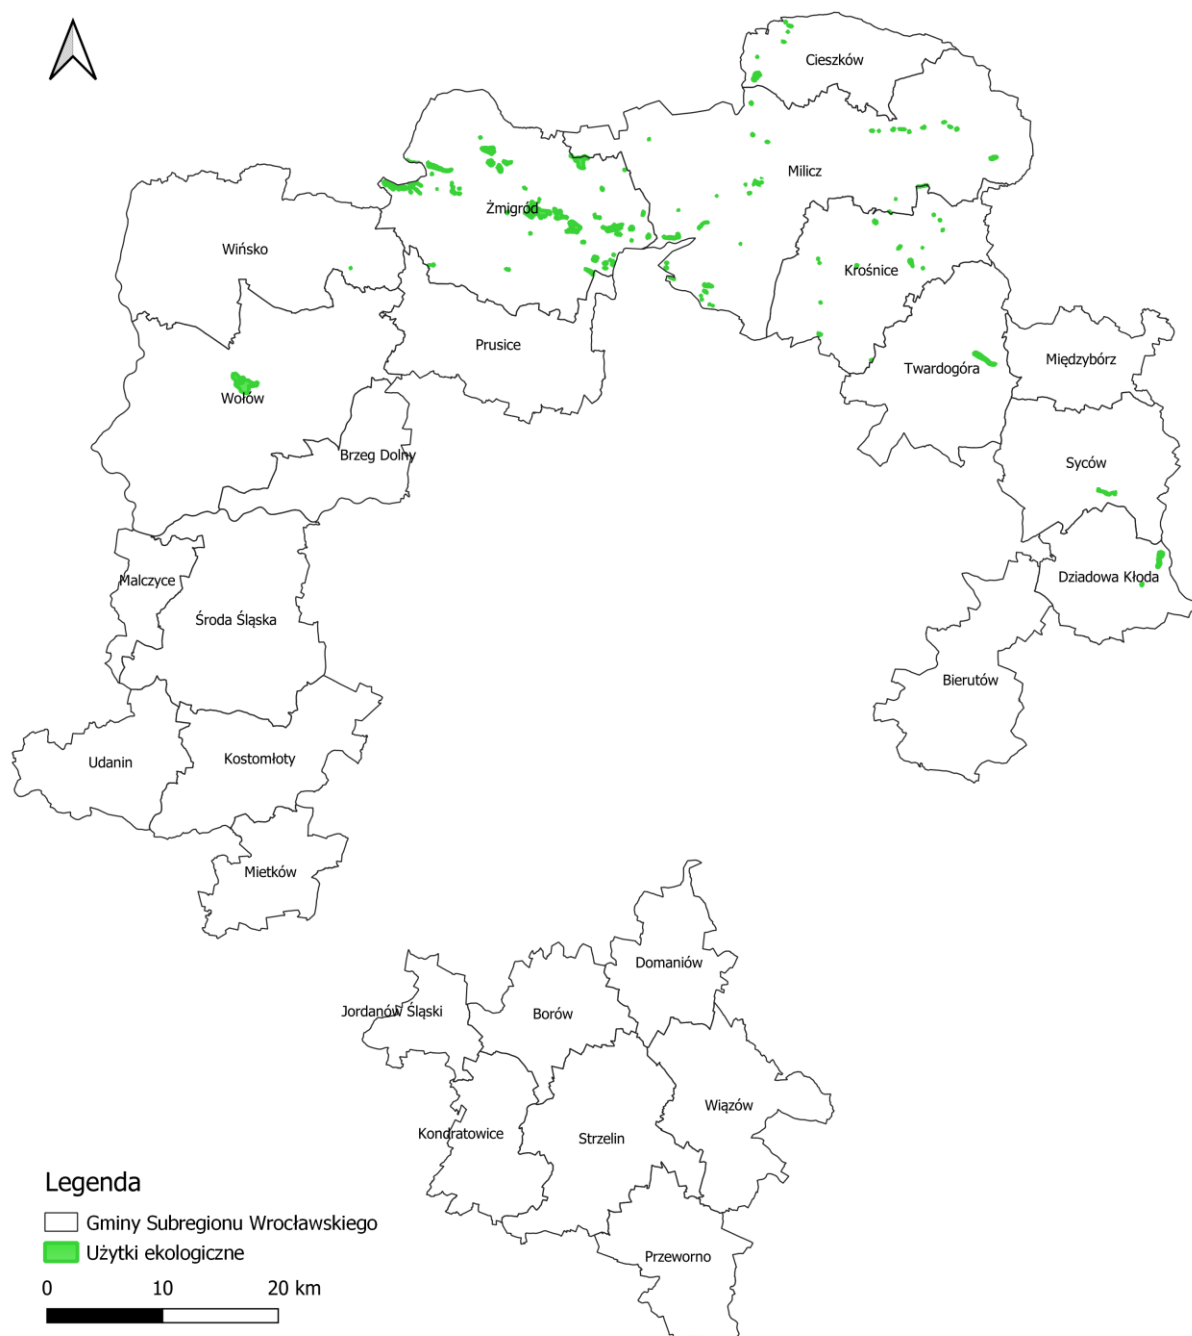 Cieszków
Milicz
Żmigród
Wińsko
Krośnice
Prusice
Międzybórz
Twardogóra
Wołów
Brzeg Dolny
Syców
Malczyce
Dziadowa Kłoda
Środa Śląska
Bierutów
Udanin
Kostomłoty
Mietków
Domaniów
Jordanów Śląski
Borów
Wiązów
Kondratowice
Strzelin
Przeworno
Legenda
Gminy Subregionu Wrocławskiego
Użytki ekologiczne
0 10 20 km